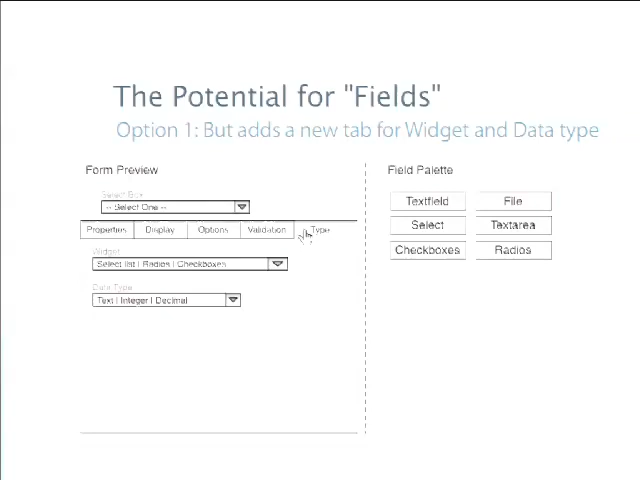 The Potential for "Fields"
Option 1: But adds a new tab for Widget and Data type
Form Preview
Field Palette
Select Box
-- Select One --
Textfield
File
Properties
Display
Options
Validation
Type
Select
Textarea
Widget
Checkboxes
Radios
Select list | Radios | Checkboxes
Data Type
Text | Integer | Decimal